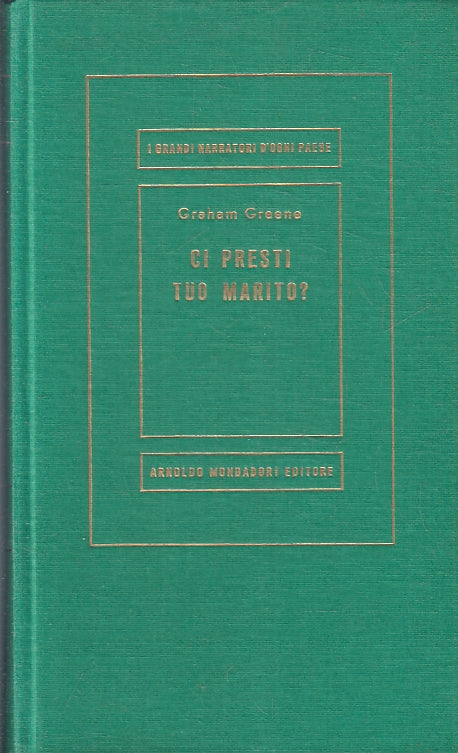 I GRANDI NARRATORI D'OGNI PAESE
Graham Greene
CI PRESTI
TUO MARITO?
ARNOLDO MONDADORI EDITORE